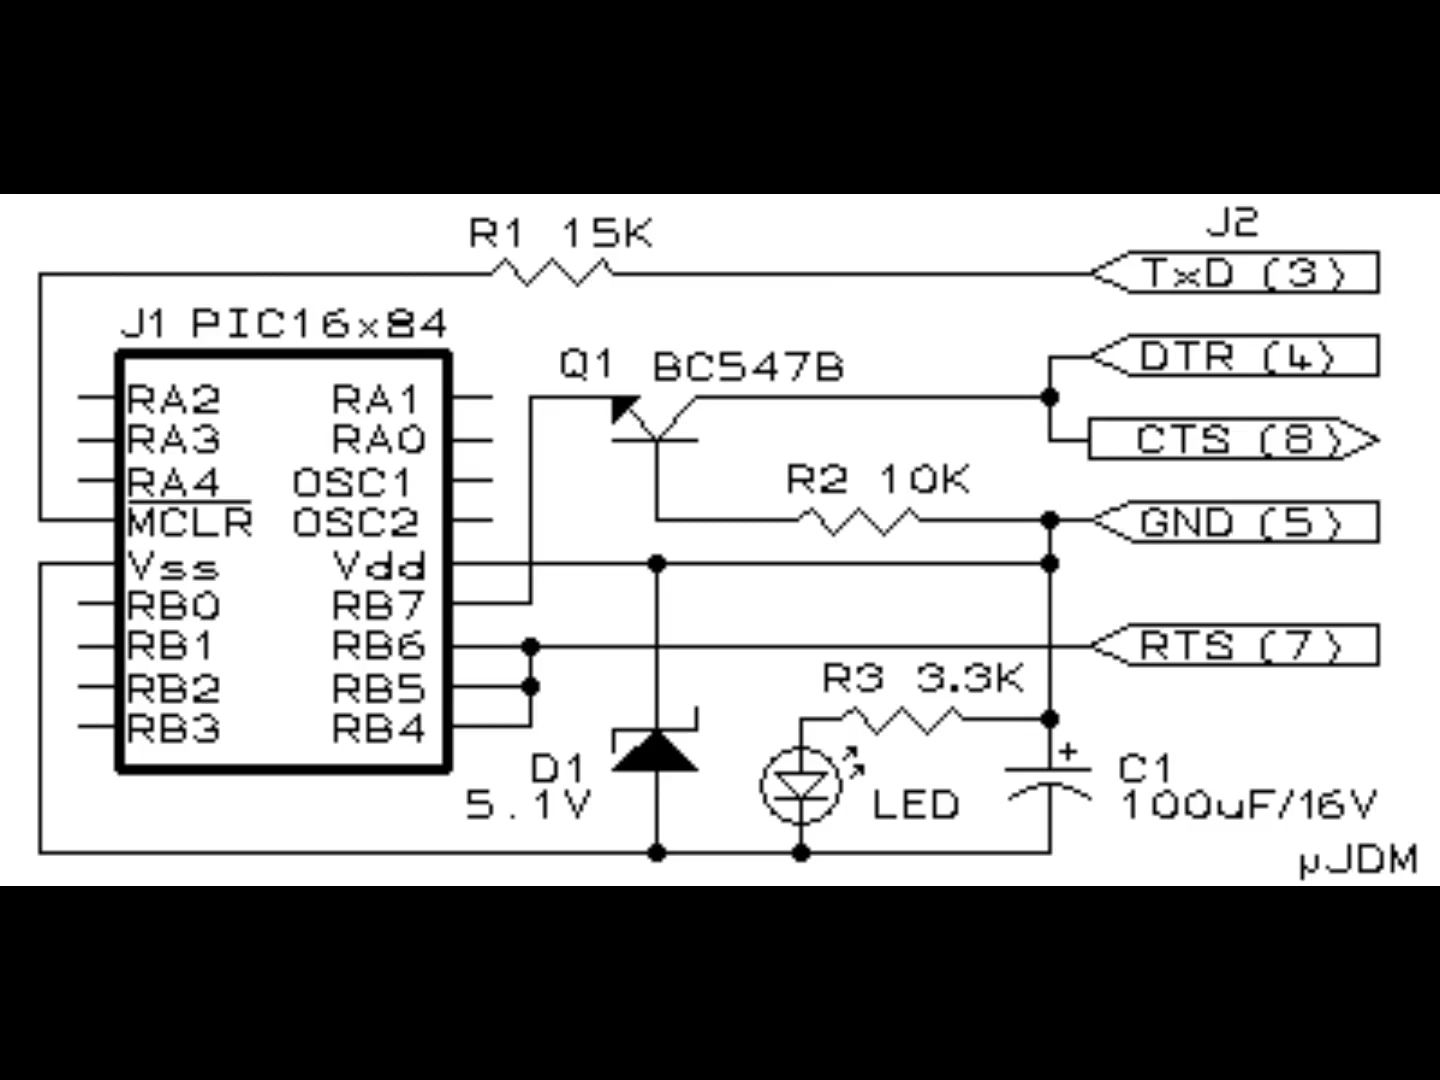 J2
R1 15K
TxD (3)
J1 PIC16x84
DTR (4)
Q1 BC547B
RA2 RA1
RA3 RA0
CTS (8)
RA4 OSC1
R2 10K
MCLR OSC2
GND (5)
Vss Vdd
RB0 RB7
RB1 RB6
RTS (7)
RB2 RB5
R3 3.3K
RB3 RB4
D1
5.1V
LED
C1
+
100uF/16V
µJDM